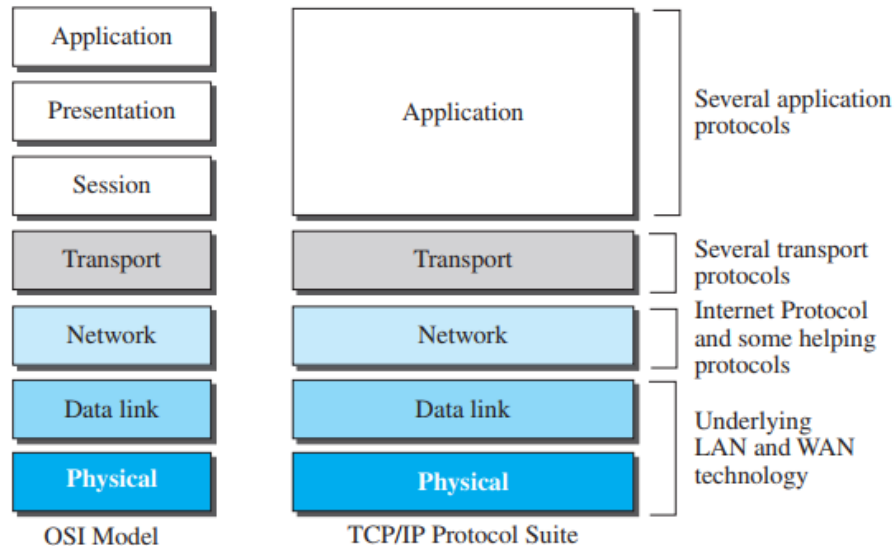 Application
Presentation
Session
Transport
Network
Data link
Physical
OSI Model
Application
Transport
Network
Data link
Physical
TCP/IP Protocol Suite
Several application
protocols
Several transport
protocols
Internet Protocol
and some helping
protocols
Underlying
LAN and WAN
technology